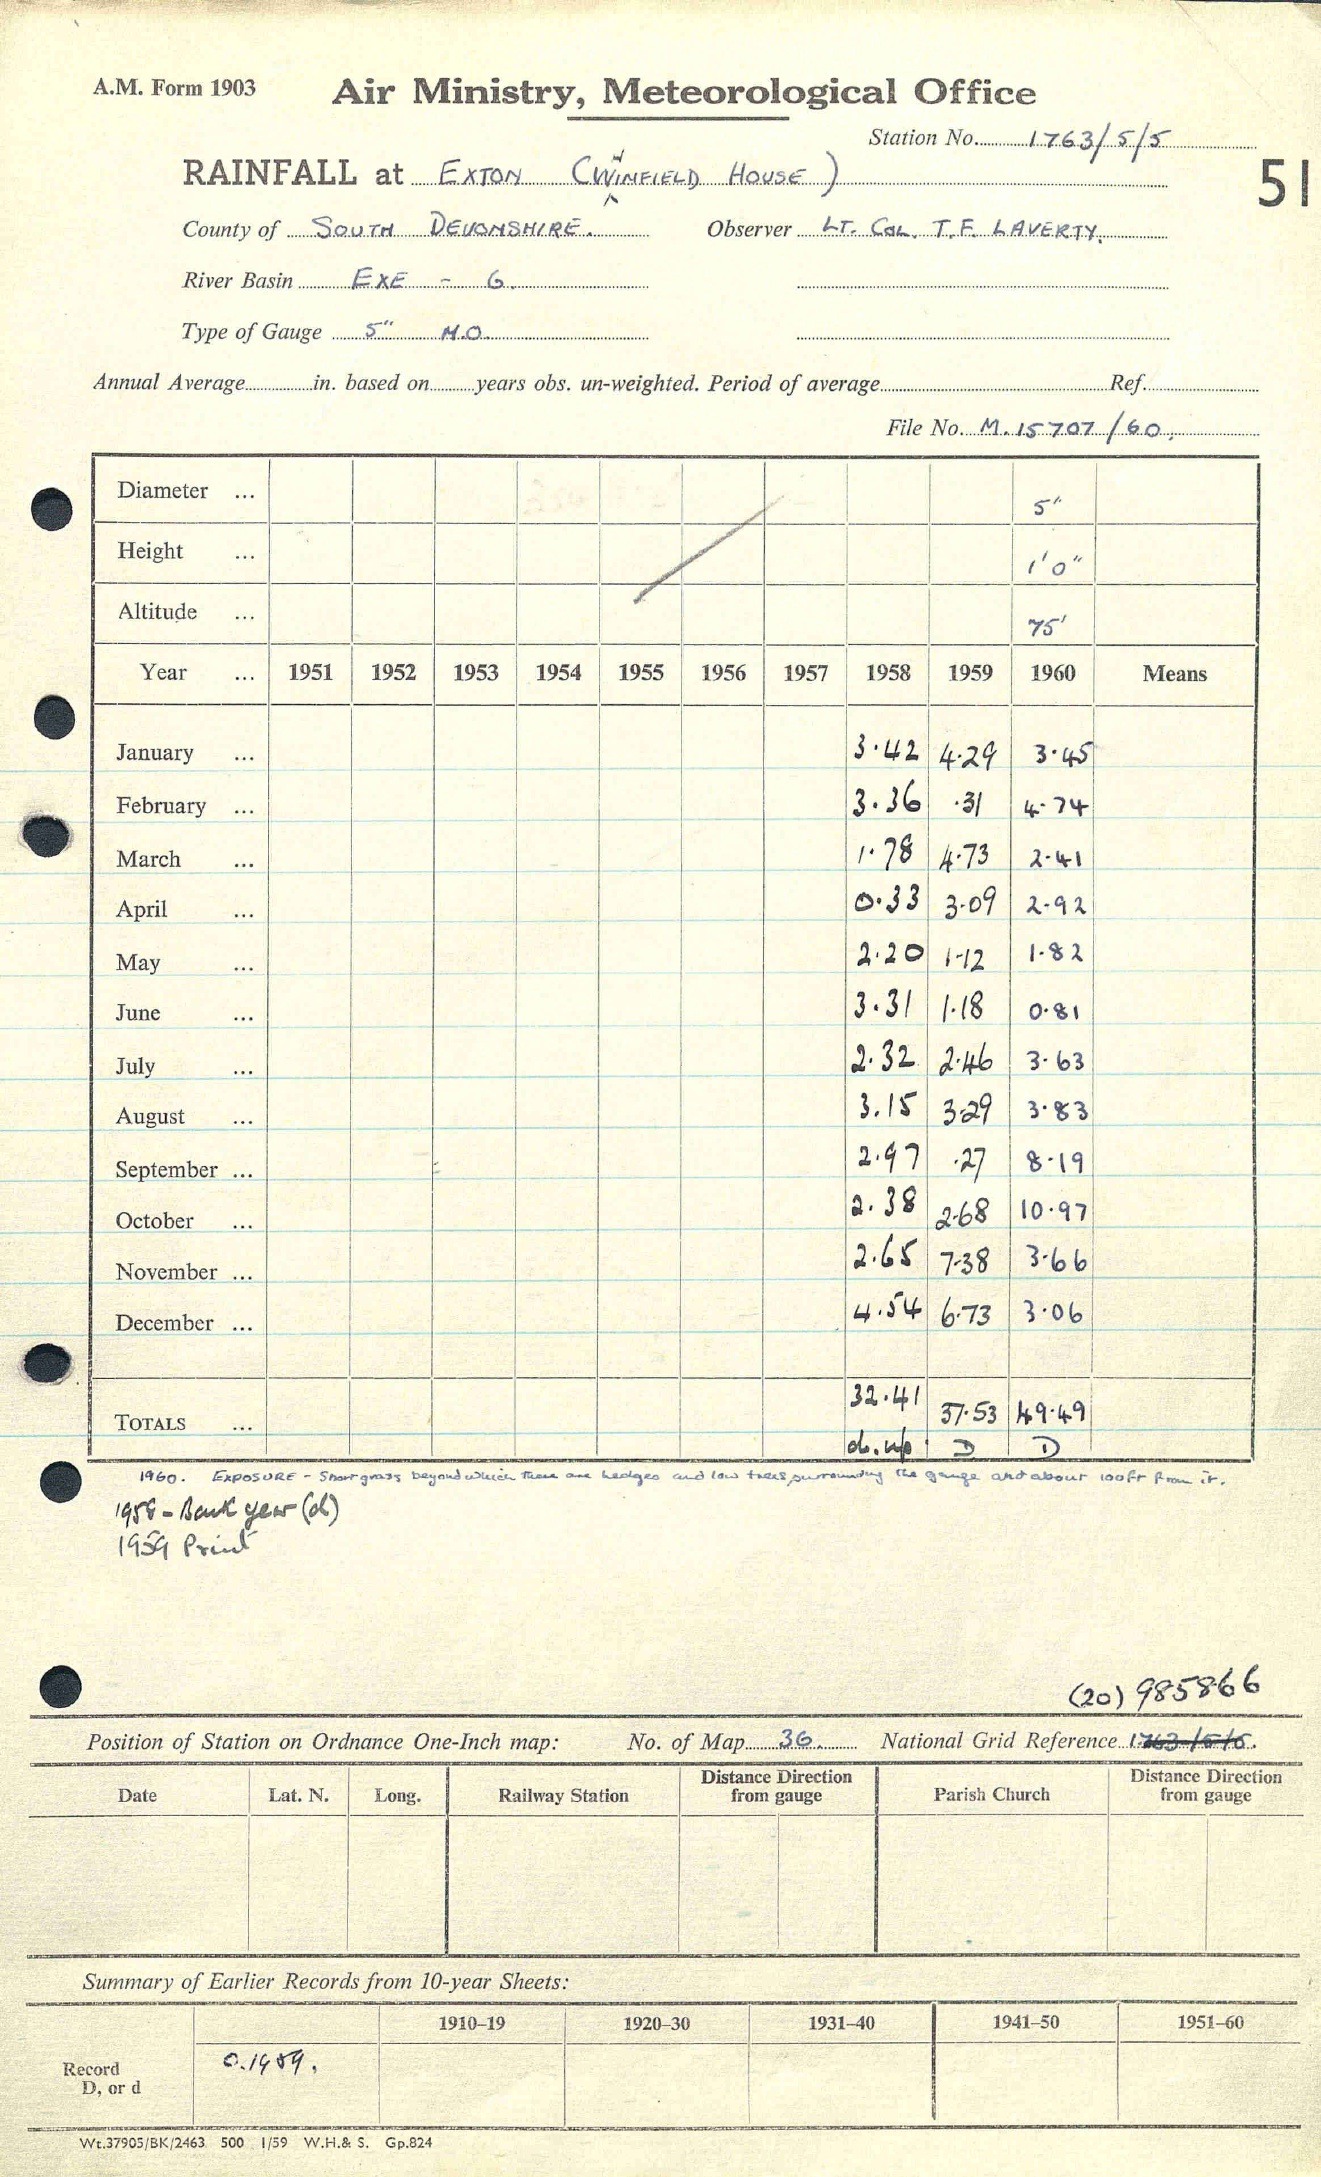 A.M. Form 1903 Air Ministry, Meteorological Office
Station No. 1763/5/5
RAINFALL at EXTON (WINFIELD HOUSE)
51
County of SOUTH DEVONSHIRE. Observer LT. COL. T.F. LAVERTY.
River Basin EXE - 6.
Type of Gauge 5" M.O.
Annual Average in. based on years obs. un-weighted. Period of average Ref.
File No. M.15707/60.
Diameter ... 5"
Height ... 1'0"
Altitude ... 75'
Year ... 1951 1952 1953 1954 1955 1956 1957 1958 1959 1960 Means
January ... 3.42 4.29 3.45
February ... 3.36 .31 4.74
March ... 1.78 4.73 2.41
April ... 0.33 3.09 2.92
May ... 2.20 1.12 1.82
June ... 3.31 1.18 0.81
July ... 2.32 2.46 3.63
August ... 3.15 3.29 3.83
September ... 2.97 .27 8.19
October ... 2.38 2.68 10.97
November ... 2.65 7.38 3.66
December ... 4.54 6.73 3.06
TOTALS ... 32.41 37.53 49.49
d. up D D
1960. EXPOSURE - Short grass beyond which there are hedges and low trees, surrounding the gauge and about 100ft from it.
1958 - Bank year (d)
1959 Print
(20) 985866
Position of Station on Ordnance One-Inch map: No. of Map 36. National Grid Reference 1763/5/5.
Date Lat. N. Long. Railway Station Distance Direction from gauge Parish Church Distance Direction from gauge
Summary of Earlier Records from 10-year Sheets:
1910–19 1920–30 1931–40 1941–50 1951–60
Record 0.1959.
D, or d
Wt.37905/BK/2463 500 1/59 W.H.& S. Gp.824